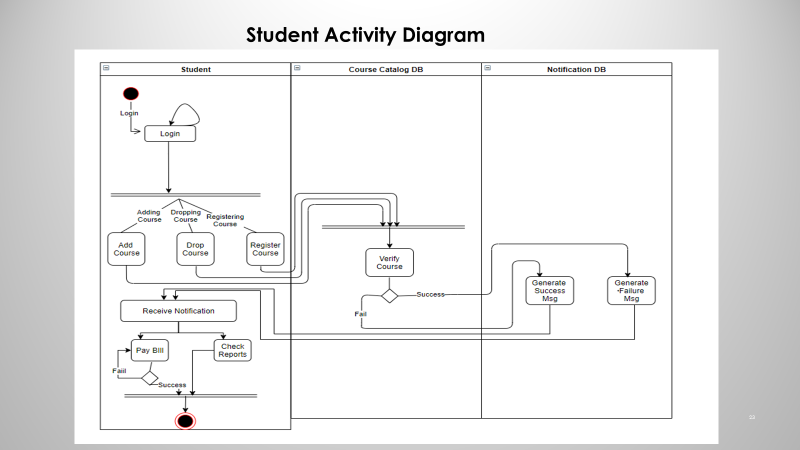 Student Activity Diagram
Student
Course Catalog DB
Notification DB
Login
Login
Adding
Course
Dropping
Course
Registering
Course
Add
Course
Drop
Course
Register
Course
Verify
Course
Success
Fail
Generate
Success
Msg
Generate
Failure
Msg
Receive Notification
Pay Bill
Check
Reports
Fail
Success